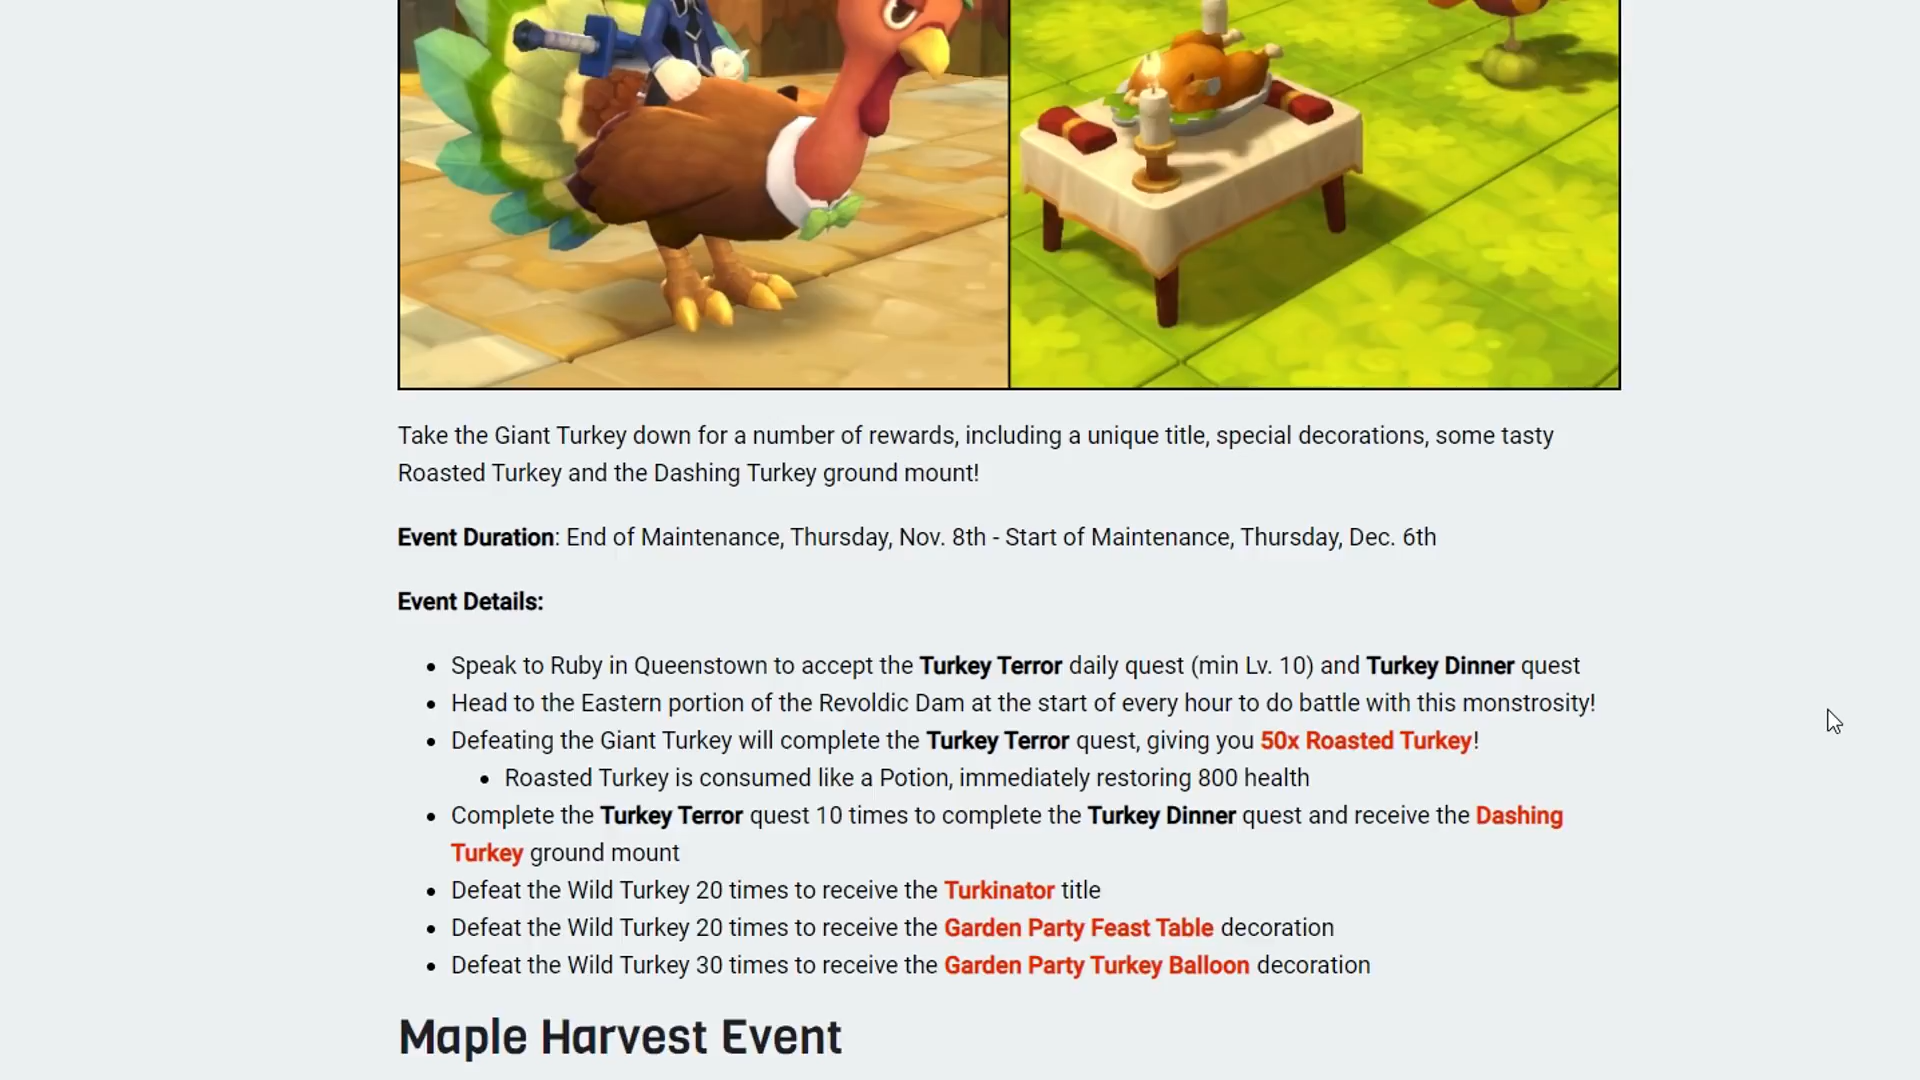 Take the Giant Turkey down for a number of rewards, including a unique title, special decorations, some tasty
Roasted Turkey and the Dashing Turkey ground mount!
Event Duration: End of Maintenance, Thursday, Nov. 8th - Start of Maintenance, Thursday, Dec. 6th
Event Details:
• Speak to Ruby in Queenstown to accept the Turkey Terror daily quest (min Lv. 10) and Turkey Dinner quest
• Head to the Eastern portion of the Revoldic Dam at the start of every hour to do battle with this monstrosity!
• Defeating the Giant Turkey will complete the Turkey Terror quest, giving you 50x Roasted Turkey!
• Roasted Turkey is consumed like a Potion, immediately restoring 800 health
• Complete the Turkey Terror quest 10 times to complete the Turkey Dinner quest and receive the Dashing
Turkey ground mount
• Defeat the Wild Turkey 20 times to receive the Turkinator title
• Defeat the Wild Turkey 20 times to receive the Garden Party Feast Table decoration
• Defeat the Wild Turkey 30 times to receive the Garden Party Turkey Balloon decoration
Maple Harvest Event